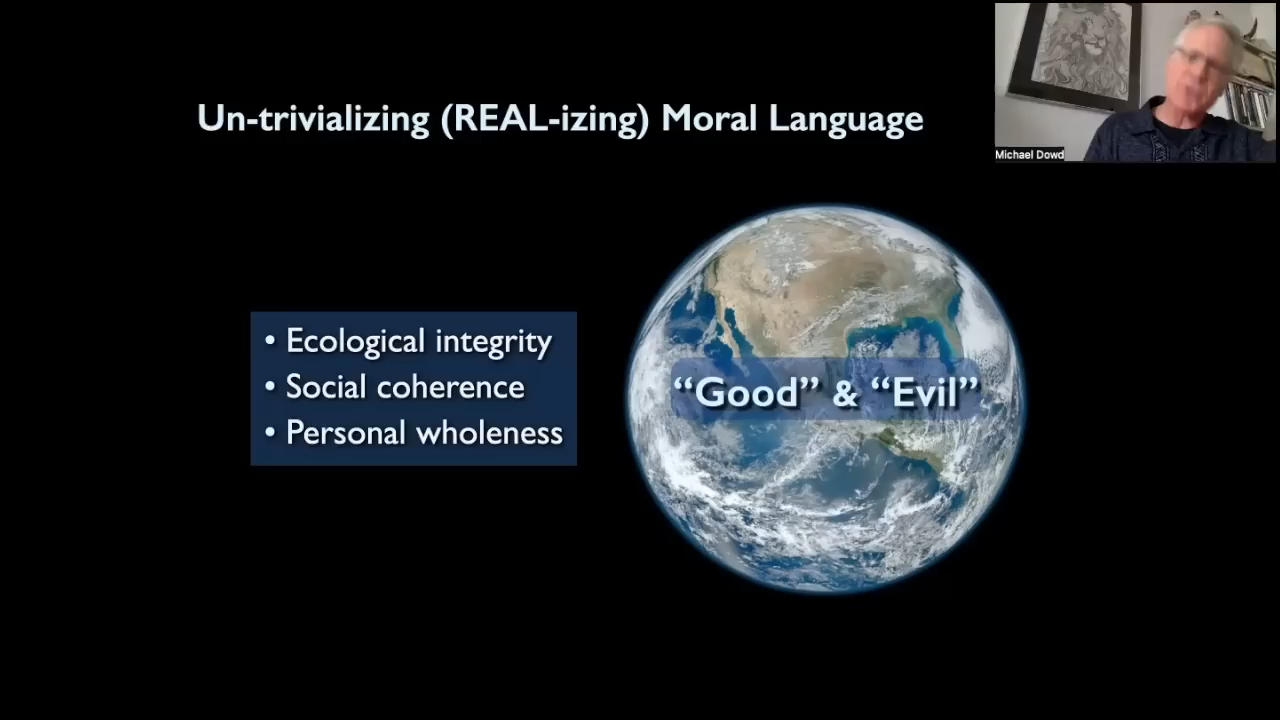 Un-trivializing (REAL-izing) Moral Language
Michael Dowd
• Ecological integrity
• Social coherence
• Personal wholeness
“Good” & “Evil”